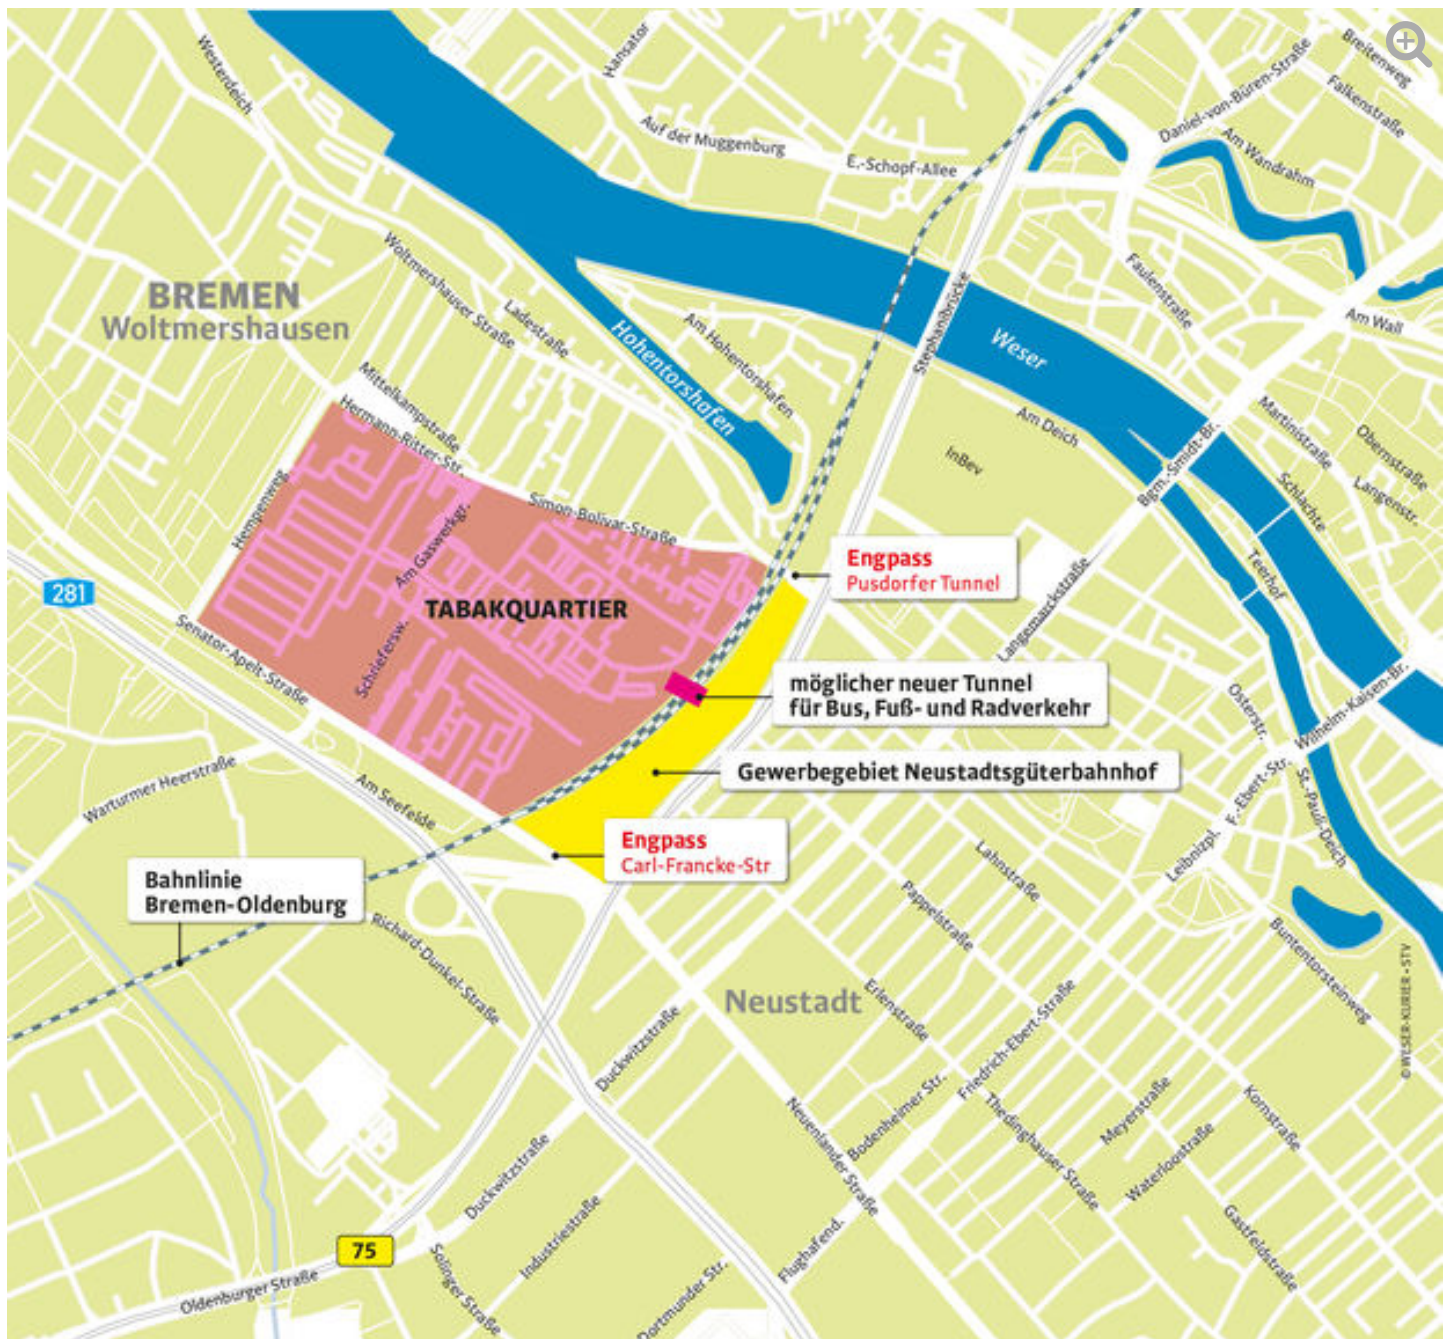 Westerdeich
Hansator
Auf der Muggenburg
E.-Schopf-Allee
Daniel-von-Büren-Straße
Breitenweg
Falkenstraße
Am Wandrahm
BREMEN
Woltmershausen
Woltmershauser Straße
Ladestraße
Hohentorshafen
Am Hohentorshafen
Stephanibrücke
Weser
Faulenstraße
Am Wall
Mittelkampstraße
Hermann-Ritter-Str.
Hempenweg
Simon-Bolivar-Straße
Am Gaswerkgr.
Schriefersw.
TABAKQUARTIER
InBev
Am Deich
Bgm.-Smidt-Br.
Martinistraße
Obernstraße
Langenstr.
Schlachte
Teerhof
Engpass
Pusdorfer Tunnel
Langemarckstraße
281
Senator-Apelt-Straße
möglicher neuer Tunnel
für Bus, Fuß- und Radverkehr
Osterstr.
Wilhelm-Kaisen-Br.
Gewerbegebiet Neustadtsgüterbahnhof
Warturmer Heerstraße
Am Seefelde
Engpass
Carl-Francke-Str
F.-Ebert-Str.
St.-Pauli-Deich
Leibnizpl.
Lahnstraße
Pappelstraße
Bahnlinie
Bremen-Oldenburg
Richard-Dunkel-Straße
Neustadt
Erlenstraße
Buntentorsteinweg
Duckwitzstraße
Friedrich-Ebert-Straße
Bodenheimer Str.
Neuenlander Straße
Thedinghauser Straße
Meyerstraße
Kornstraße
Waterloostraße
Duckwitzstraße
Industriestraße
Flughafend.
Gastfeldstraße
75
Oldenburger Straße
Solinger Straße
Dortmunder Str.
© WESER-KURIER • STV